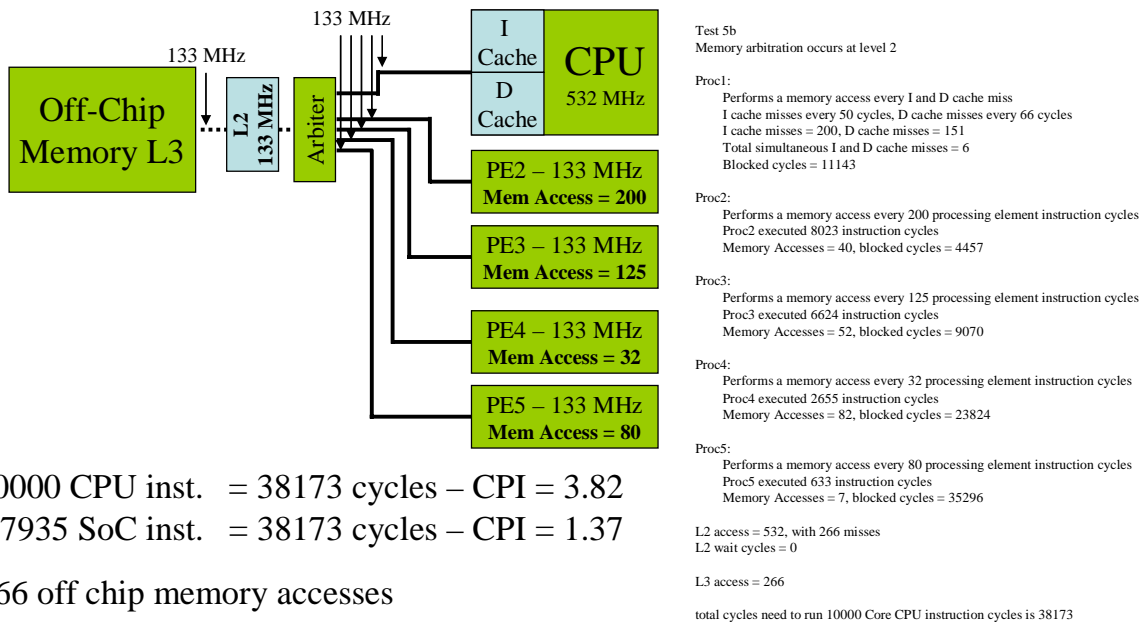 133 MHz
133 MHz
Off-Chip
Memory L3
L2
133 MHz
Arbiter
I
Cache
D
Cache
CPU
532 MHz
PE2 – 133 MHz
Mem Access = 200
PE3 – 133 MHz
Mem Access = 125
PE4 – 133 MHz
Mem Access = 32
PE5 – 133 MHz
Mem Access = 80
0000 CPU inst. = 38173 cycles – CPI = 3.82
7935 SoC inst. = 38173 cycles – CPI = 1.37
66 off chip memory accesses
Test 5b
Memory arbitration occurs at level 2
Proc1:
Performs a memory access every I and D cache miss
I cache misses every 50 cycles, D cache misses every 66 cycles
I cache misses = 200, D cache misses = 151
Total simultaneous I and D cache misses = 6
Blocked cycles = 11143
Proc2:
Performs a memory access every 200 processing element instruction cycles
Proc2 executed 8023 instruction cycles
Memory Accesses = 40, blocked cycles = 4457
Proc3:
Performs a memory access every 125 processing element instruction cycles
Proc3 executed 6624 instruction cycles
Memory Accesses = 52, blocked cycles = 9070
Proc4:
Performs a memory access every 32 processing element instruction cycles
Proc4 executed 2655 instruction cycles
Memory Accesses = 82, blocked cycles = 23824
Proc5:
Performs a memory access every 80 processing element instruction cycles
Proc5 executed 633 instruction cycles
Memory Accesses = 7, blocked cycles = 35296
L2 access = 532, with 266 misses
L2 wait cycles = 0
L3 access = 266
total cycles need to run 10000 Core CPU instruction cycles is 38173